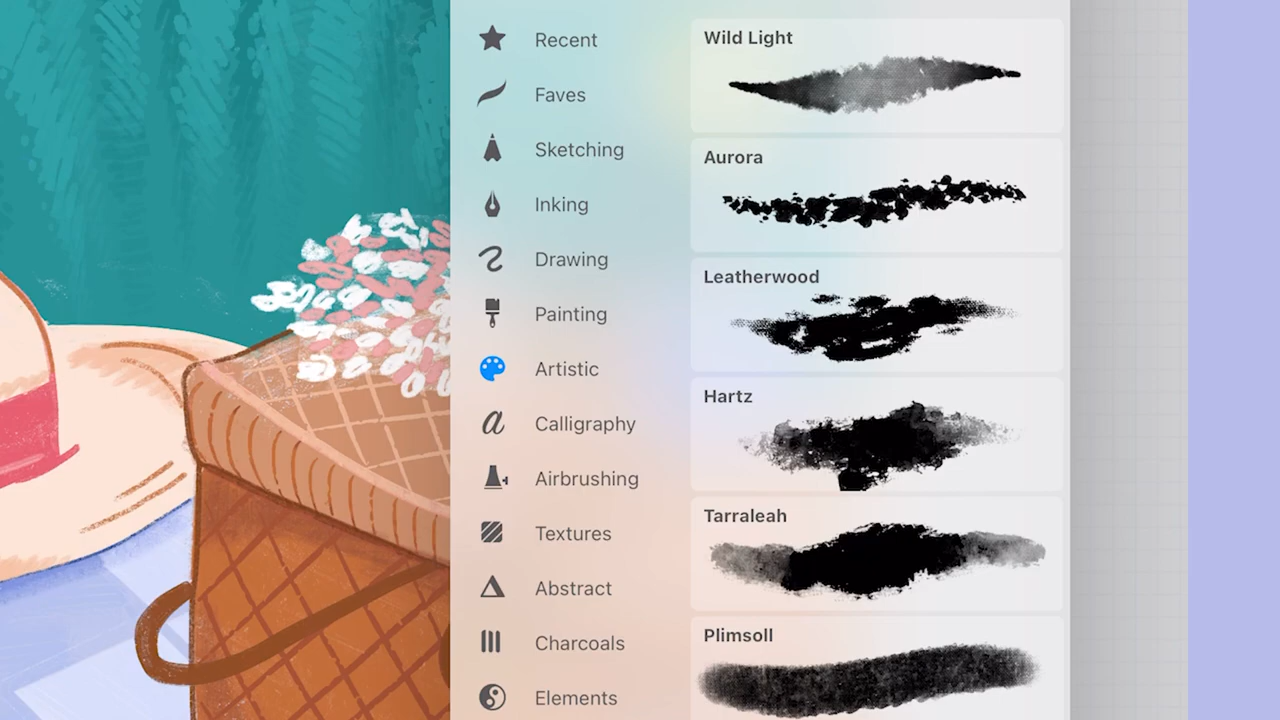 Recent
Faves
Sketching
Inking
Drawing
Painting
Artistic
Calligraphy
Airbrushing
Textures
Abstract
Charcoals
Elements
Wild Light
Aurora
Leatherwood
Hartz
Tarraleah
Plimsoll